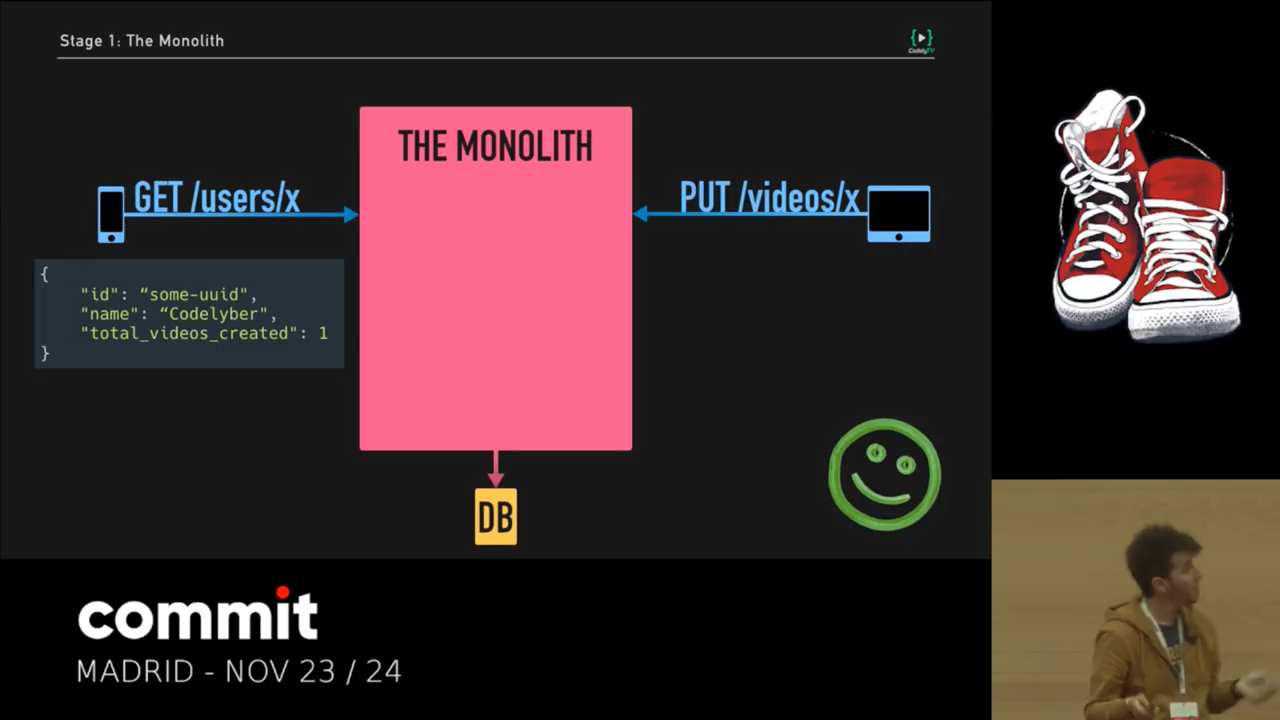 Stage 1: The Monolith
CodelyTV
THE MONOLITH
GET /users/x
PUT /videos/x
{
"id": “some-uuid",
"name": “Codelyber",
"total_videos_created": 1
}
DB
commit
MADRID - NOV 23 / 24